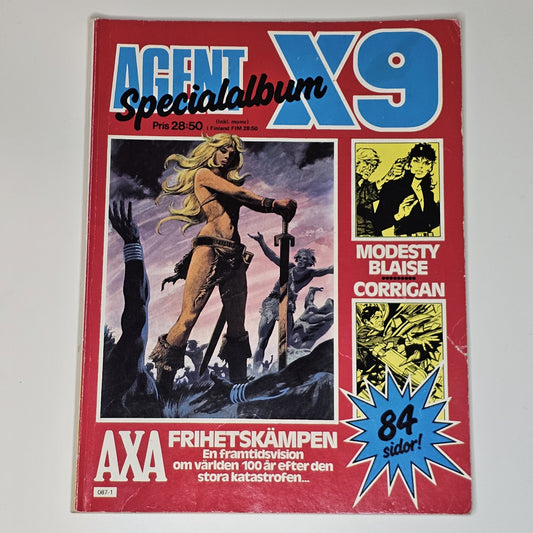 AGENT X9
Specialalbum
Pris 28:50
(Inkl. moms)
i Finland FIM 28:50
MODESTY
BLAISE
CORRIGAN
84
sidor!
AXA
FRIHETSKÄMPEN
En framtidsvision
om världen 100 år efter den
stora katastrofen...
087-1